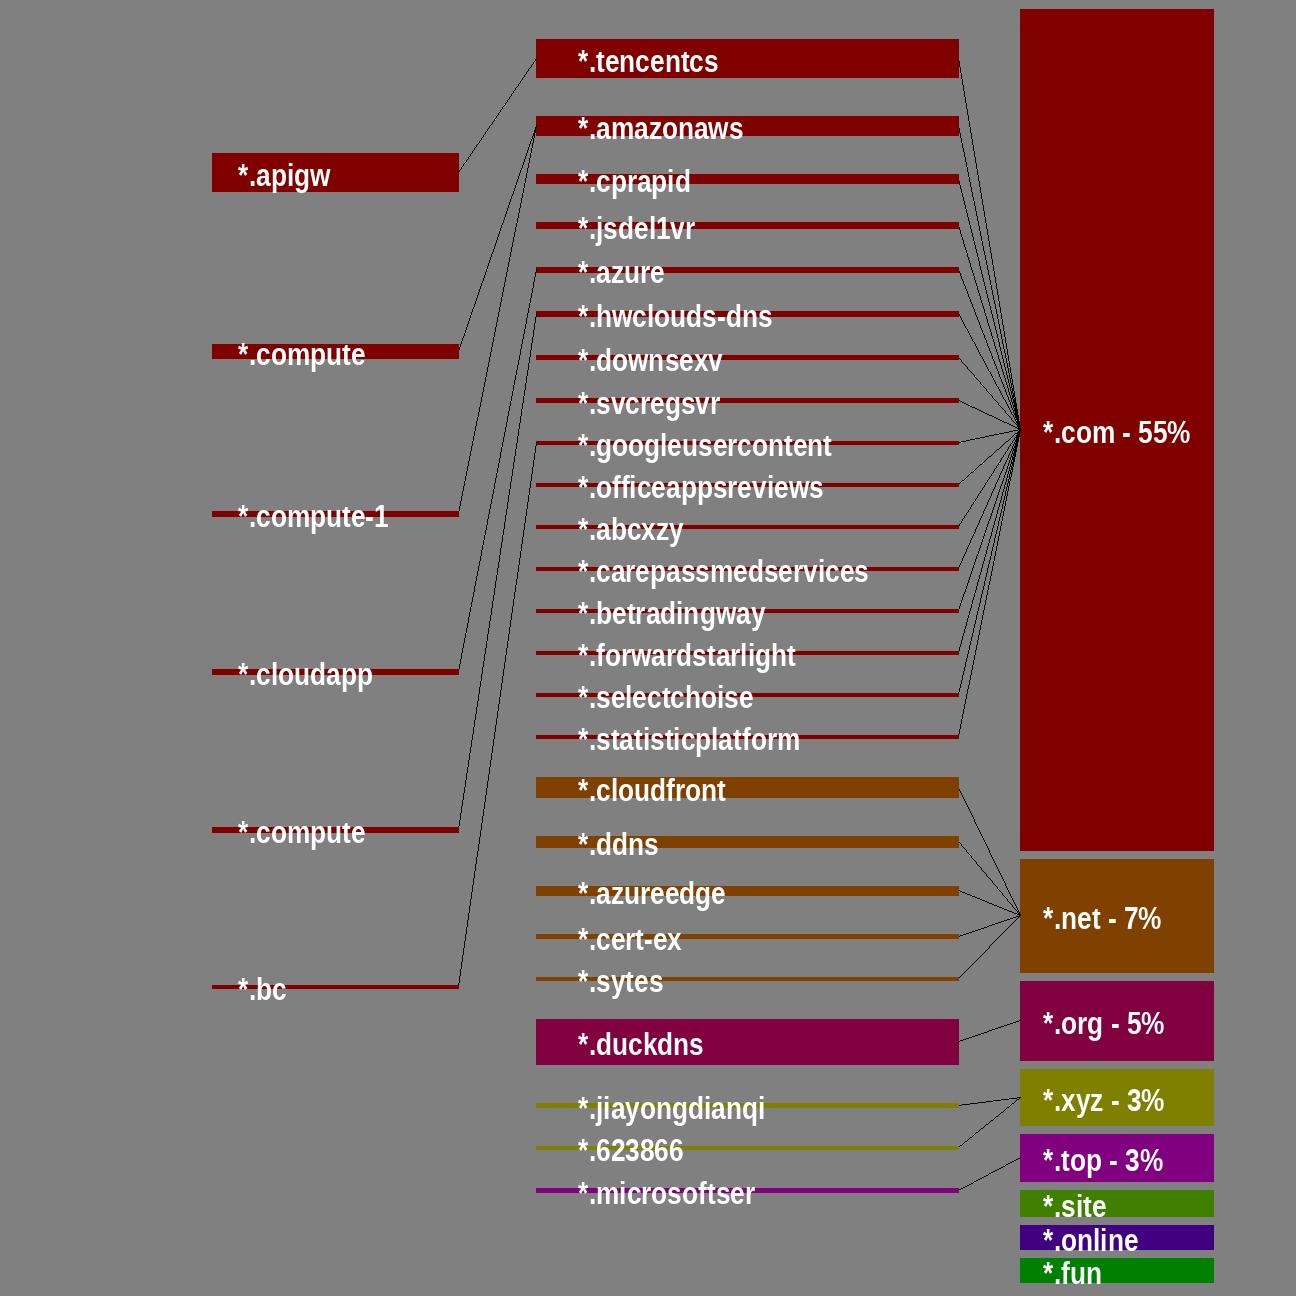 *.apigw
*.compute
*.compute-1
*.cloudapp
*.compute
*.bc
*.tencentcs
*.amazonaws
*.cprapid
*.jsdel1vr
*.azure
*.hwclouds-dns
*.downsexv
*.svcregsvr
*.googleusercontent
*.officeappsreviews
*.abcxzy
*.carepassmedservices
*.betradingway
*.forwardstarlight
*.selectchoise
*.statisticplatform
*.cloudfront
*.ddns
*.azureedge
*.cert-ex
*.sytes
*.duckdns
*.jiayongdianqi
*.623866
*.microsoftser
*.com - 55%
*.net - 7%
*.org - 5%
*.xyz - 3%
*.top - 3%
*.site
*.online
*.fun